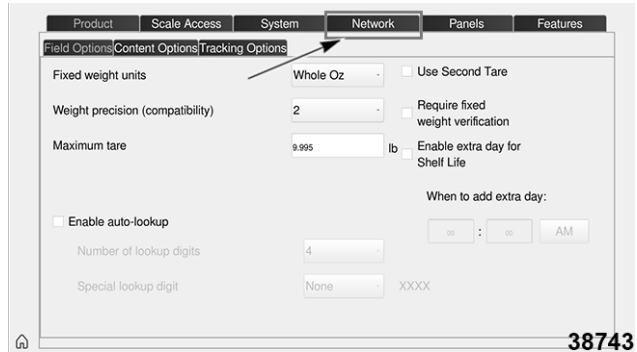 Product Scale Access System Network Panels Features
Field Options Content Options Tracking Options
Fixed weight units Whole Oz Use Second Tare
Weight precision (compatibility) 2 Require fixed
weight verification
Maximum tare 9.995 lb Enable extra day for
Shelf Life
When to add extra day:
Enable auto-lookup
: AM
Number of lookup digits 4
Special lookup digit None XXXX
38743